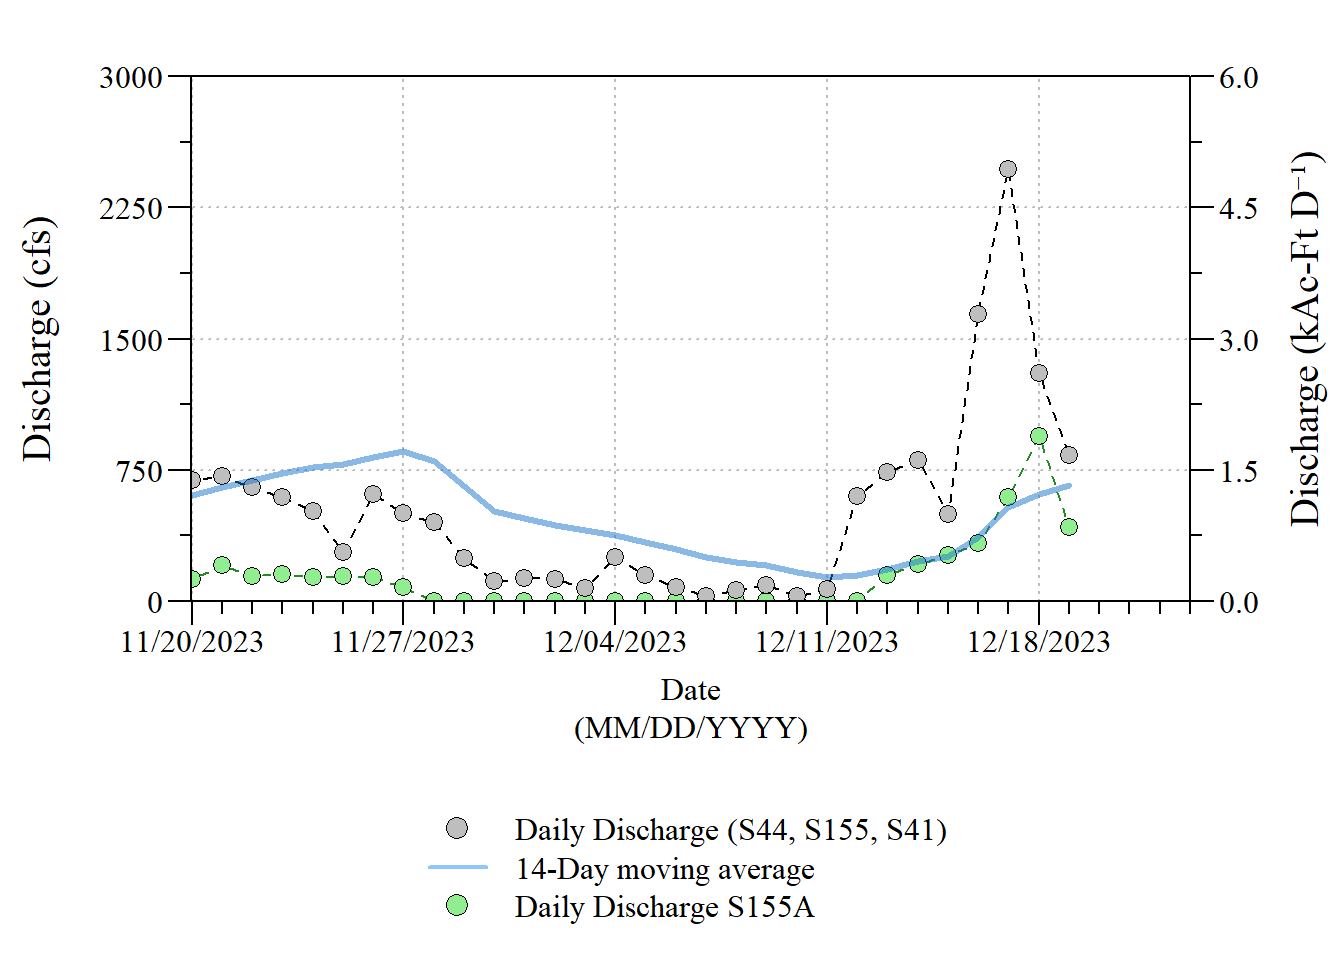 3000
2250
1500
750
0
Discharge (cfs)
6.0
4.5
3.0
1.5
0.0
Discharge (kAc-Ft D⁻¹)
11/20/2023 11/27/2023 12/04/2023 12/11/2023 12/18/2023
Date
(MM/DD/YYYY)
Daily Discharge (S44, S155, S41)
14-Day moving average
Daily Discharge S155A